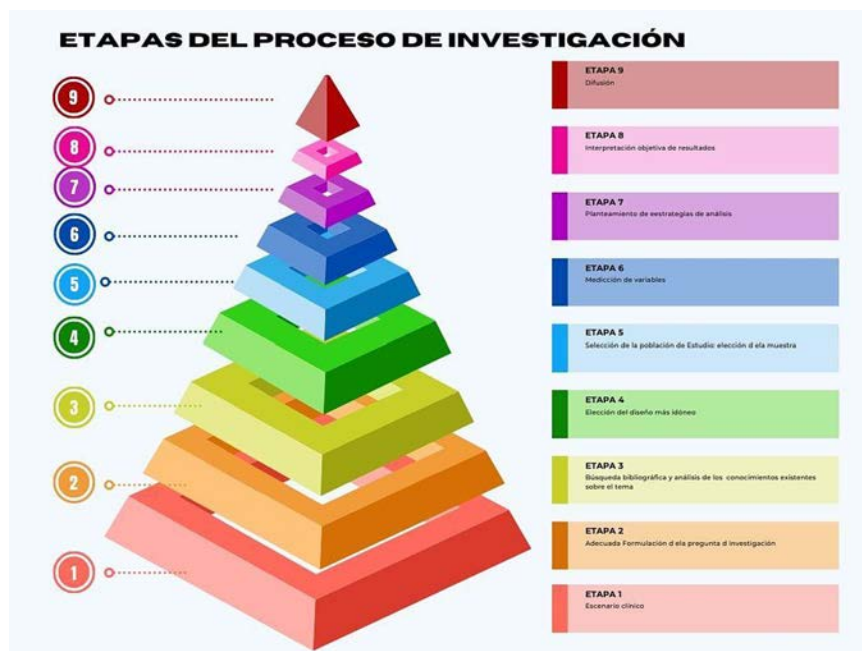 ETAPAS DEL PROCESO DE INVESTIGACIÓN
9
8
7
6
5
4
3
2
1
ETAPA 9
Difusión
ETAPA 8
Interpretación objetiva de resultados
ETAPA 7
Planteamiento de eestrategias de análisis
ETAPA 6
Medicción de variables
ETAPA 5
Selección de la población de Estudio: elección d ela muestra
ETAPA 4
Elección del diseño más idóneo
ETAPA 3
Búsqueda bibliográfica y análisis de los conocimientos existentes
sobre el tema
ETAPA 2
Adecuada Formulación d ela pregunta d Investigación
ETAPA 1
Escenario clínico